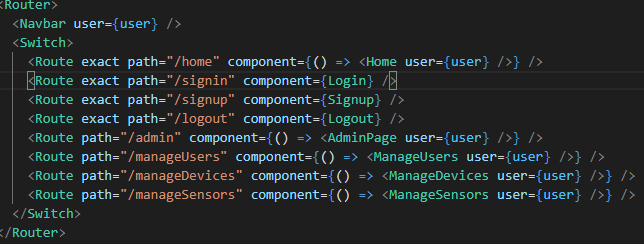 <Router>
<Navbar user={user} />
<Switch>
<Route exact path="/home" component={() => <Home user={user} />} />
<Route exact path="/signin" component={Login} />
<Route exact path="/signup" component={Signup} />
<Route exact path="/logout" component={Logout} />
<Route path="/admin" component={() => <AdminPage user={user} />} />
<Route path="/manageUsers" component={() => <ManageUsers user={user} />} />
<Route path="/manageDevices" component={() => <ManageDevices user={user} />} />
<Route path="/manageSensors" component={() => <ManageSensors user={user} />} />
</Switch>
</Router>